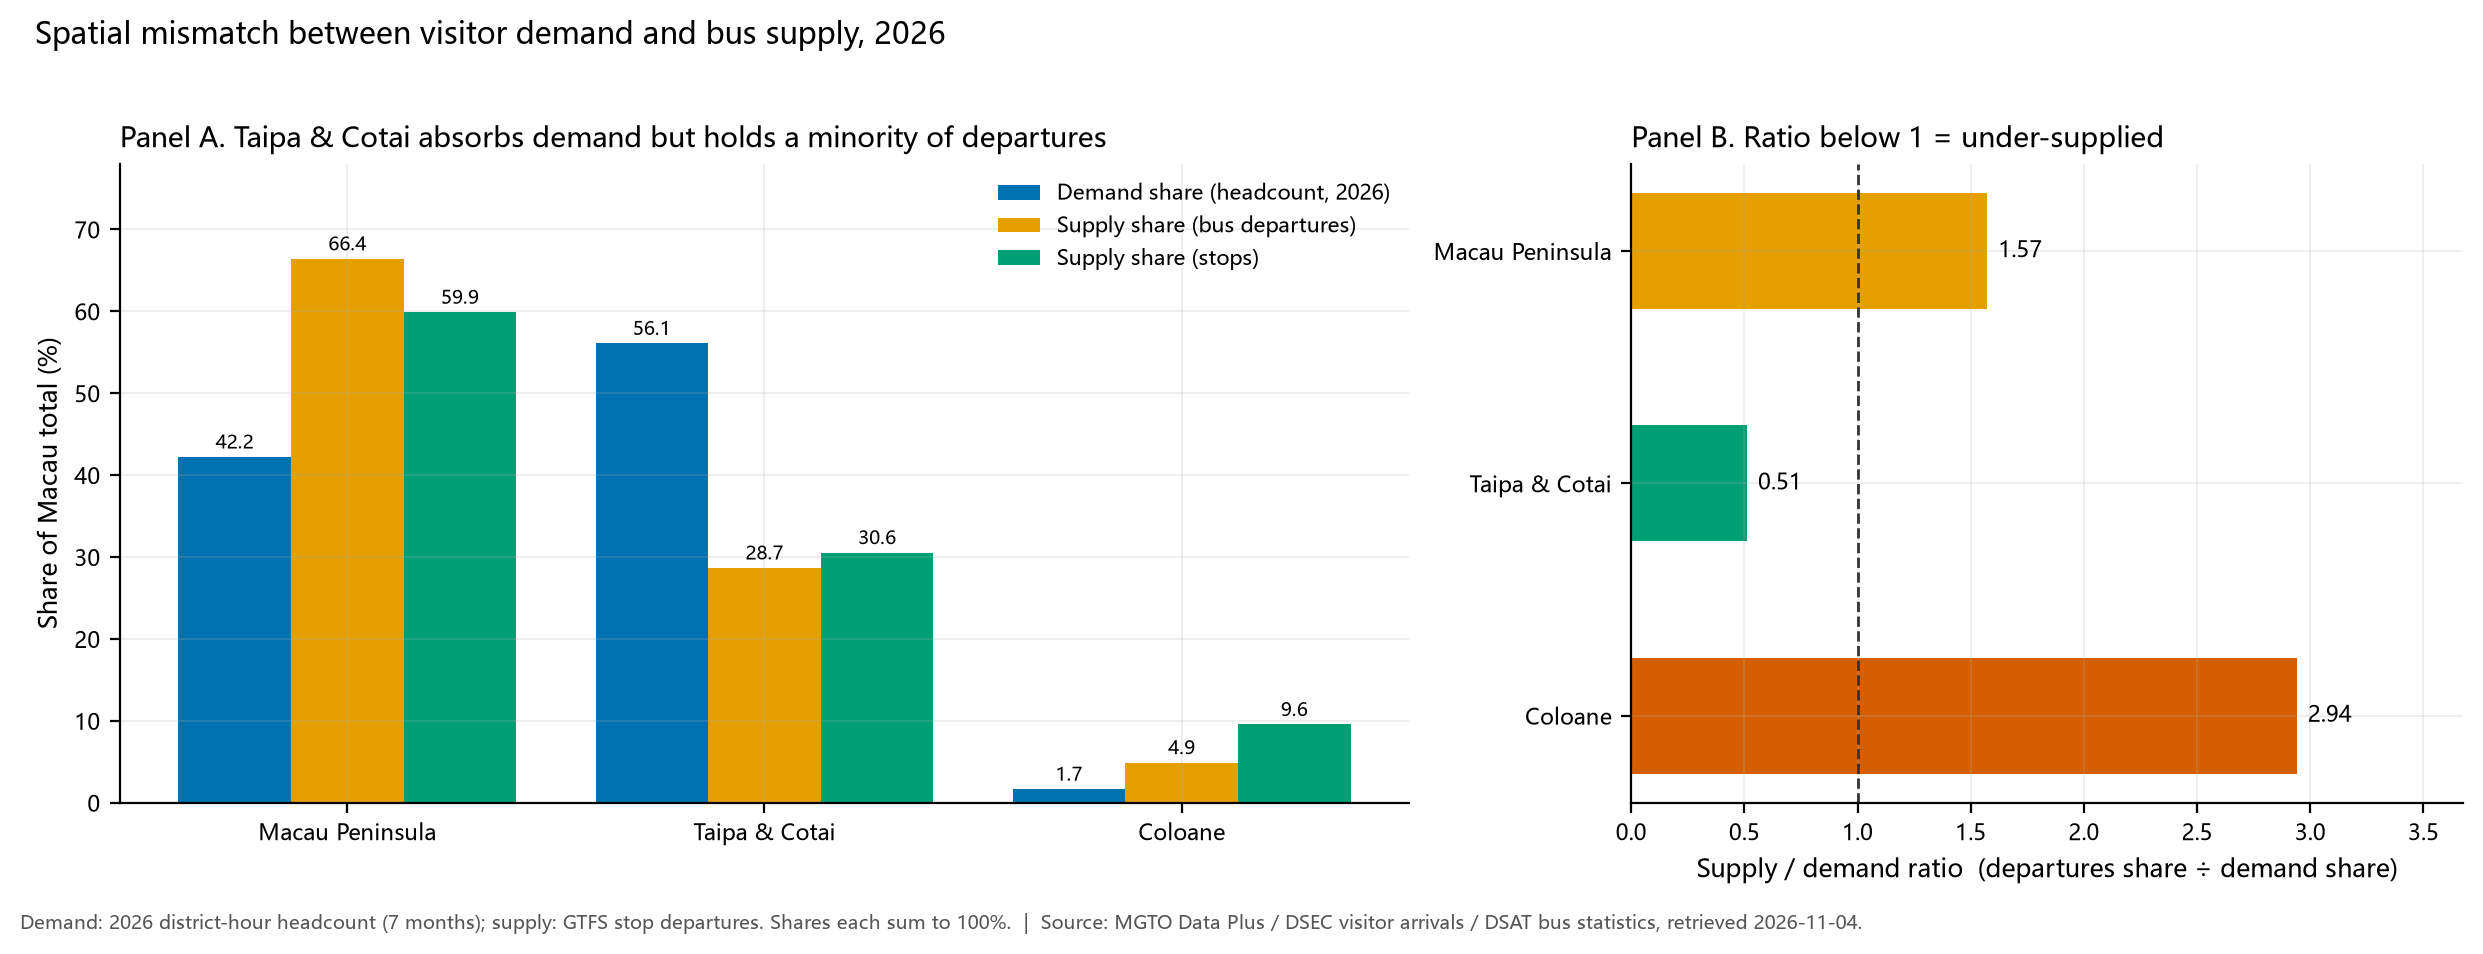 Spatial mismatch between visitor demand and bus supply, 2026
Panel A. Taipa & Cotai absorbs demand but holds a minority of departures
Demand share (headcount, 2026)
Supply share (bus departures)
Supply share (stops)
Share of Macau total (%)
70
60
50
40
30
20
10
0
42.2
66.4
59.9
56.1
28.7
30.6
1.7
4.9
9.6
Macau Peninsula
Taipa & Cotai
Coloane
Panel B. Ratio below 1 = under-supplied
Macau Peninsula
1.57
Taipa & Cotai
0.51
Coloane
2.94
0.0
0.5
1.0
1.5
2.0
2.5
3.0
3.5
Supply / demand ratio (departures share ÷ demand share)
Demand: 2026 district-hour headcount (7 months); supply: GTFS stop departures. Shares each sum to 100%. | Source: MGTO Data Plus / DSEC visitor arrivals / DSAT bus statistics, retrieved 2026-11-04.